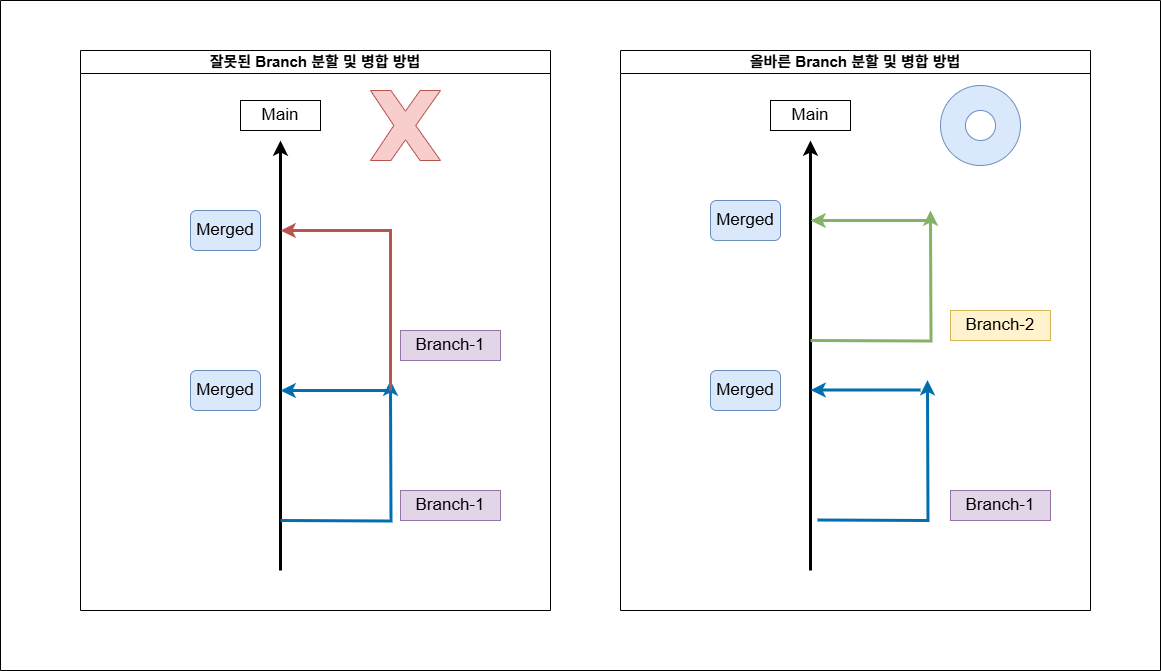 잘못된 Branch 분할 및 병합 방법
Main
Merged
Branch-1
Merged
Branch-1
올바른 Branch 분할 및 병합 방법
Main
Merged
Branch-2
Merged
Branch-1